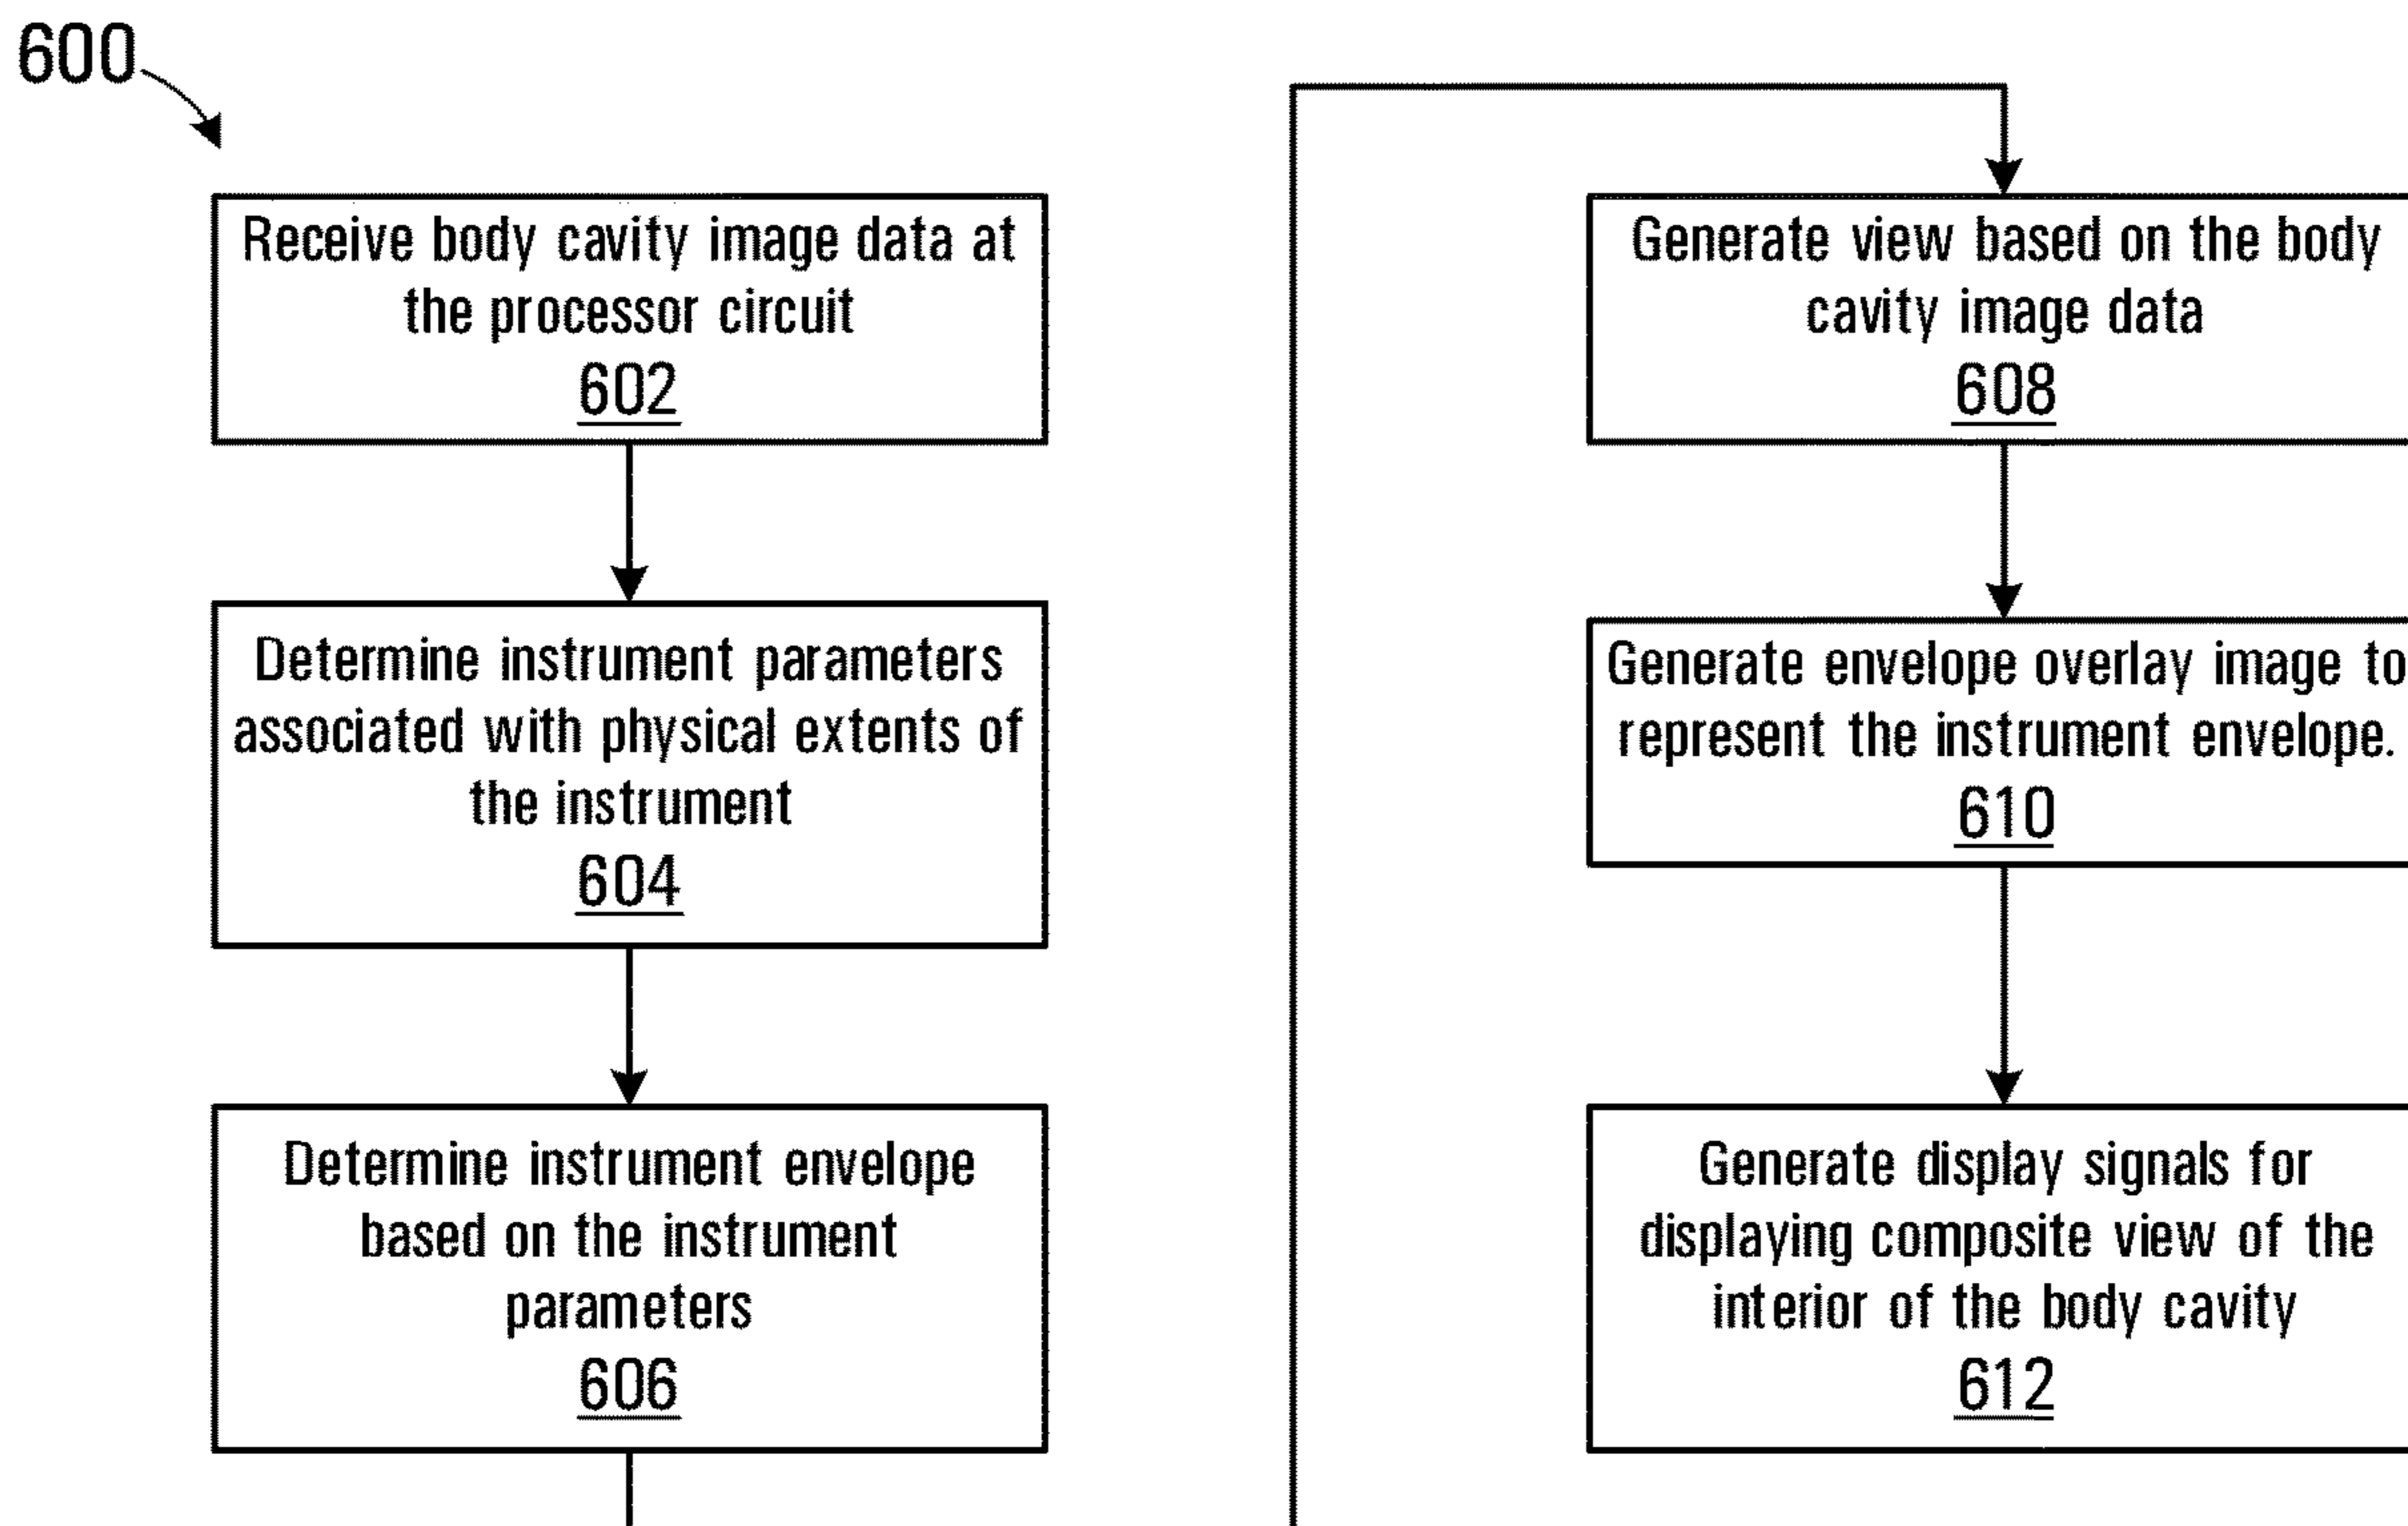 600
Receive body cavity image data at
the processor circuit
602
Determine instrument parameters
associated with physical extents of
the instrument
604
Determine instrument envelope
based on the instrument
parameters
606
Generate view based on the body
cavity image data
608
Generate envelope overlay image to
represent the instrument envelope.
610
Generate display signals for
displaying composite view of the
interior of the body cavity
612